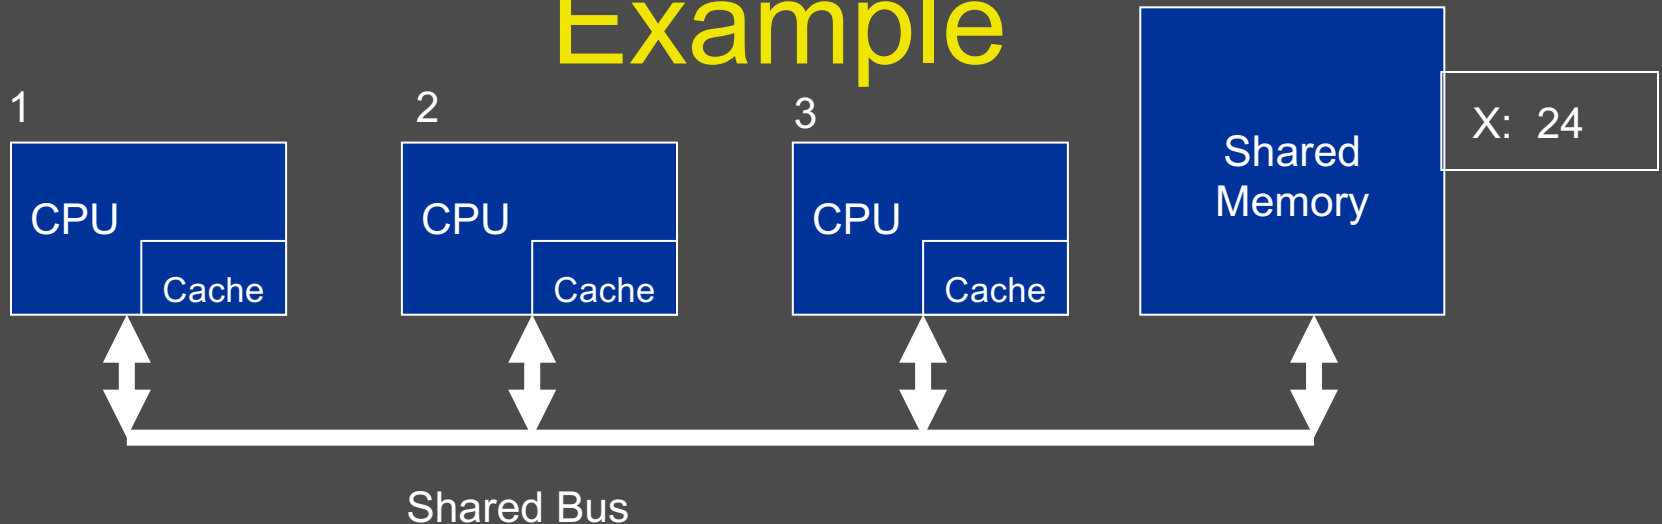 Example
1
2
3
CPU
Cache
CPU
Cache
CPU
Cache
Shared
Memory
X: 24
Shared Bus